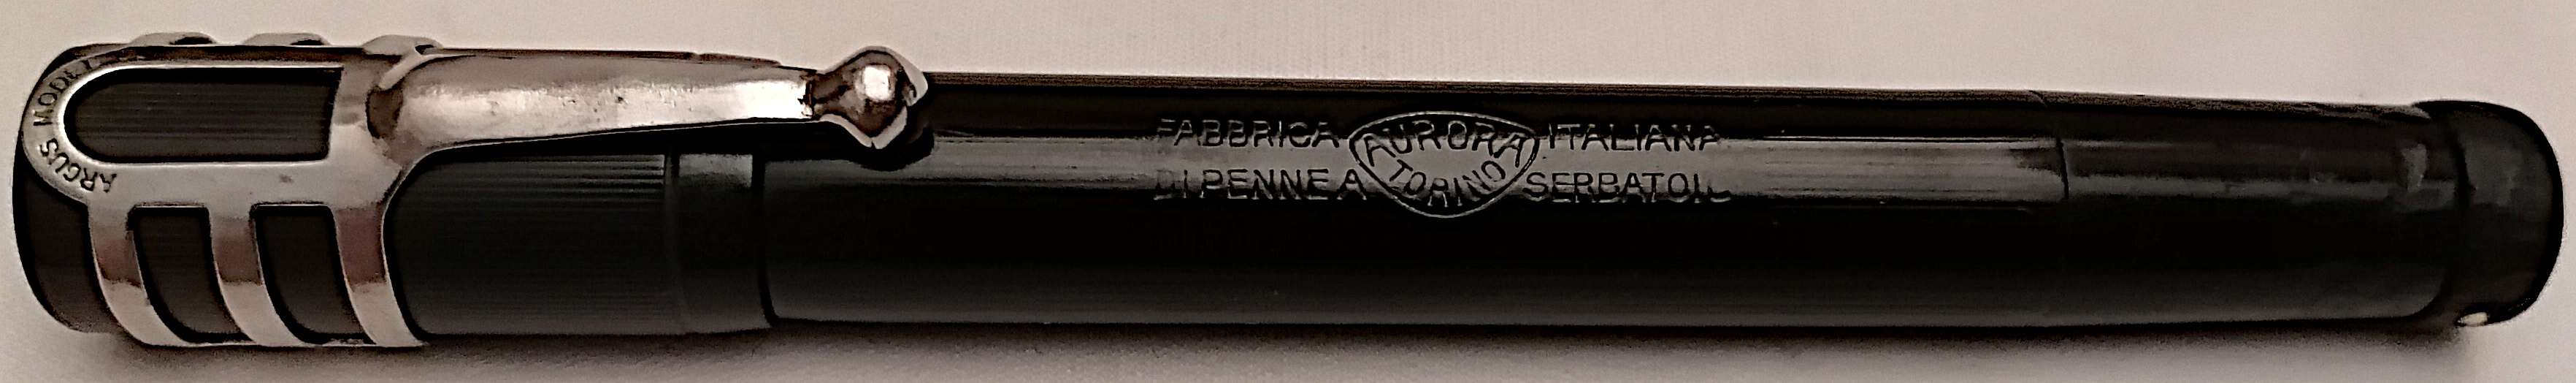 ARGUS MODEL
FABBRICA AURORA ITALIANA
DI PENNE A TORINO SERBATOIO